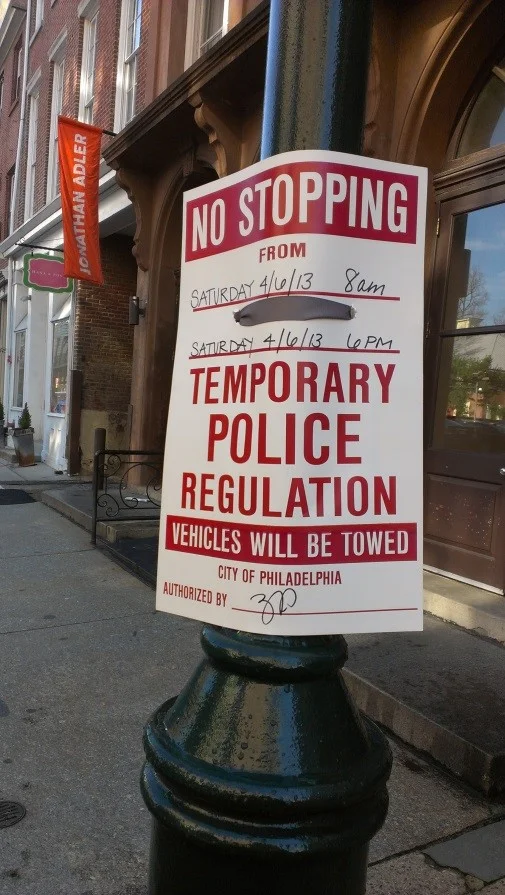 JONATHAN ADLER
NO STOPPING
FROM
SATURDAY 4/6/13 8am
SATURDAY 4/6/13 6PM
TEMPORARY
POLICE
REGULATION
VEHICLES WILL BE TOWED
CITY OF PHILADELPHIA
AUTHORIZED BY